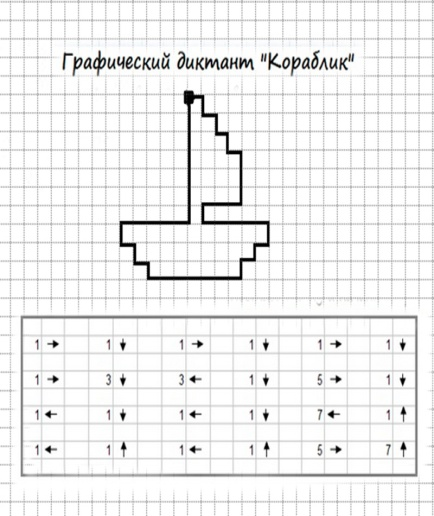 Графический диктант "Кораблик"
1 → 1 ↓ 1 → 1 ↓ 1 → 1 ↓
1 → 3 ↓ 3 ← 1 ↓ 5 → 1 ↓
1 ← 1 ↓ 1 ← 1 ↓ 7 ← 1 ↑
1 ← 1 ↑ 1 ← 1 ↑ 5 → 7 ↑